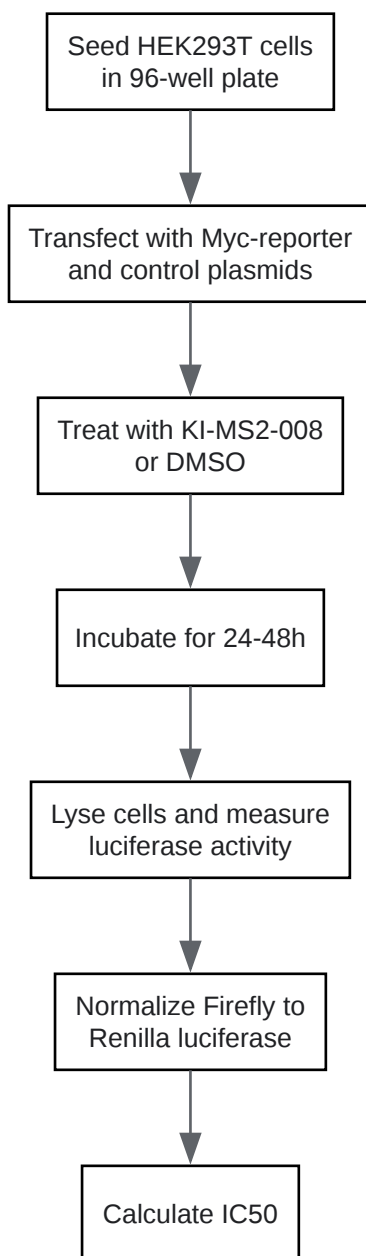 Seed HEK293T cells
in 96-well plate
Transfect with Myc-reporter
and control plasmids
Treat with KI-MS2-008
or DMSO
Incubate for 24-48h
Lyse cells and measure
luciferase activity
Normalize Firefly to
Renilla luciferase
Calculate IC50